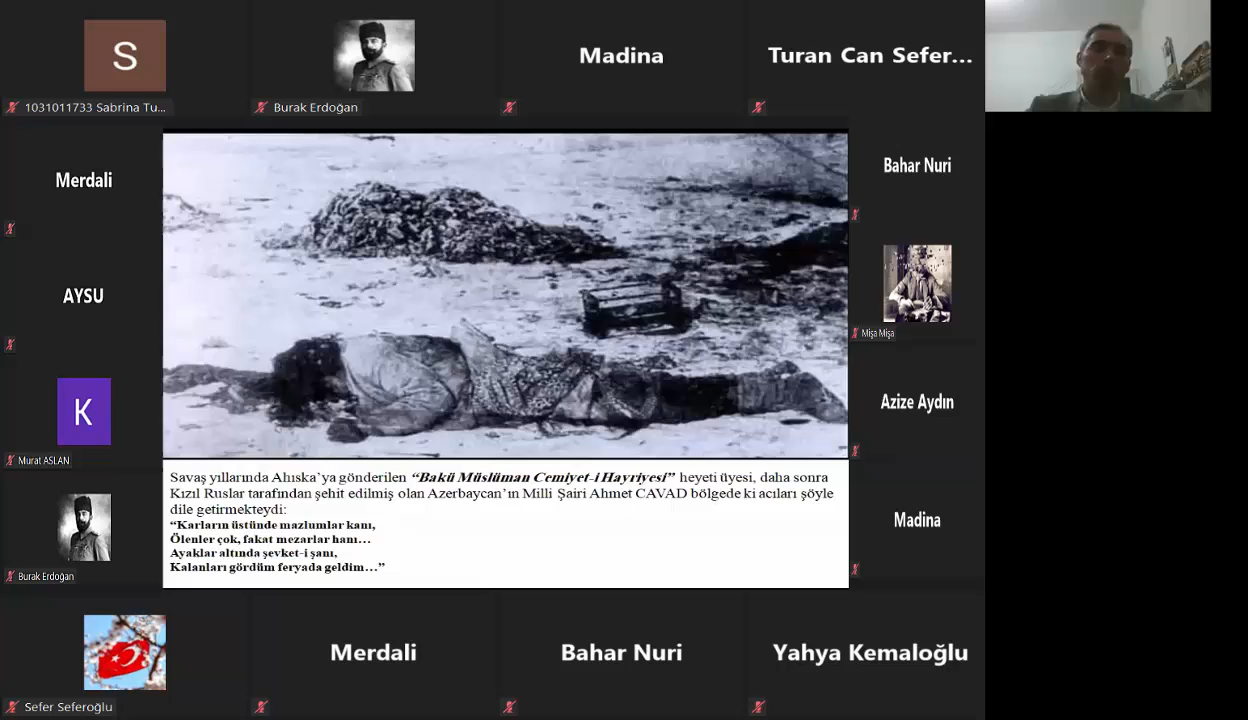 S
1031011733 Sabrina Tu...
Burak Erdoğan
Madina
Turan Can Sefer...
Merdali
Bahar Nuri
AYSU
Mişa Mişa
K
Murat ASLAN
Azize Aydın
Burak Erdoğan
Madina
Savaş yıllarında Ahıska’ya gönderilen “Bakü Müslüman Cemiyet-i Hayriyesi” heyeti üyesi, daha sonra
Kızıl Ruslar tarafından şehit edilmiş olan Azerbaycan’ın Milli Şairi Ahmet CAVAD bölgede ki acıları şöyle
dile getirmekteydi:
“Karların üstünde mazlumlar kanı,
Ölenler çok, fakat mezarlar hanı…
Ayaklar altında şevket-i şanı,
Kalanları gördüm feryada geldim…”
Sefer Seferoğlu
Merdali
Bahar Nuri
Yahya Kemaloğlu